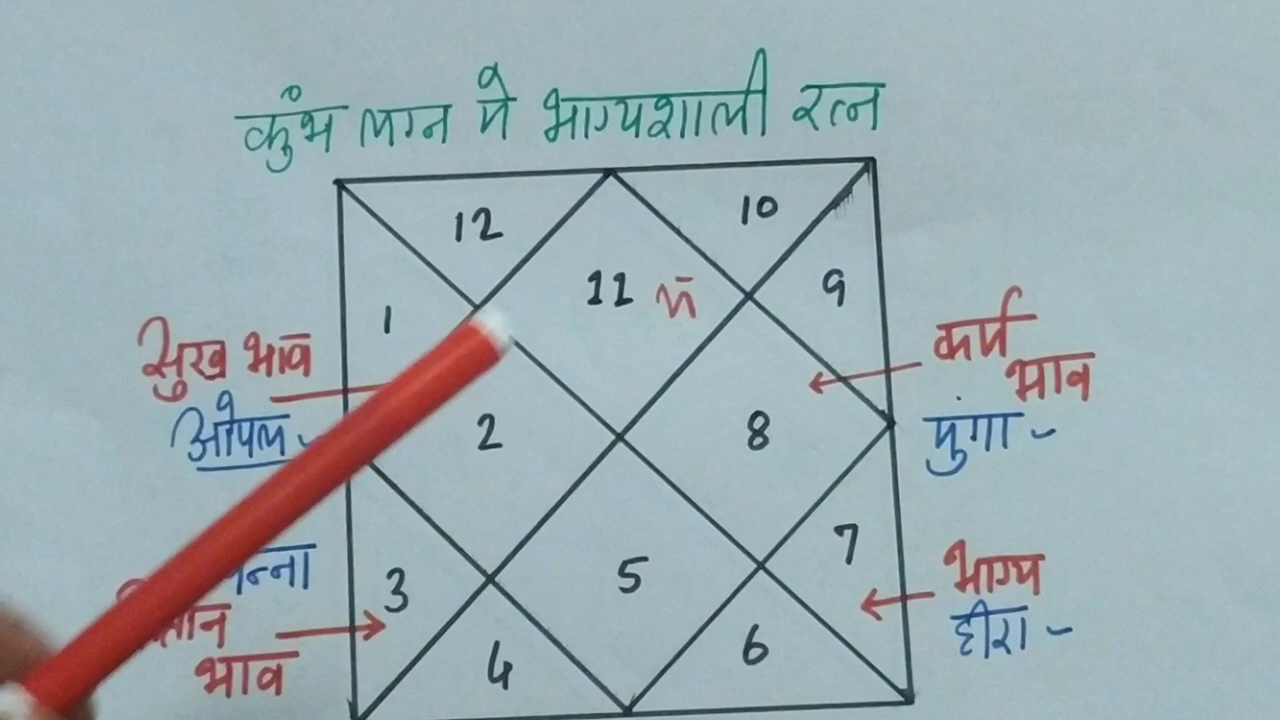 कुंभ लग्न मे भाग्यशाली रत्न
12
10
11
9
1
सुख भाव
कर्म
भाव
ओपल -
मुंगा -
2
8
7
5
3
भाग्य
हीरा -
भाव
4
6